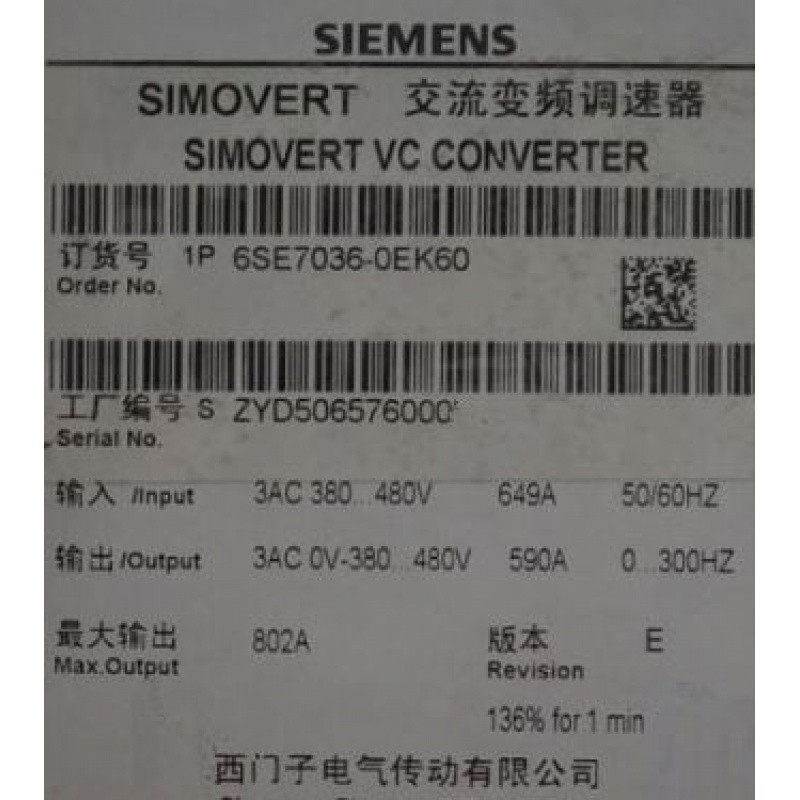 SIEMENS
SIMOVERT 交流变频调速器
SIMOVERT VC CONVERTER
订货号 1P 6SE7036-0EK60
Order No.
工厂编号 S ZYD506576000
Serial No.
输入 /Input 3AC 380...480V 649A 50/60HZ
输出 /Output 3AC 0V-380...480V 590A 0...300HZ
最大输出 802A 版本 E
Max.Output Revision
136% for 1 min
西门子电气传动有限公司